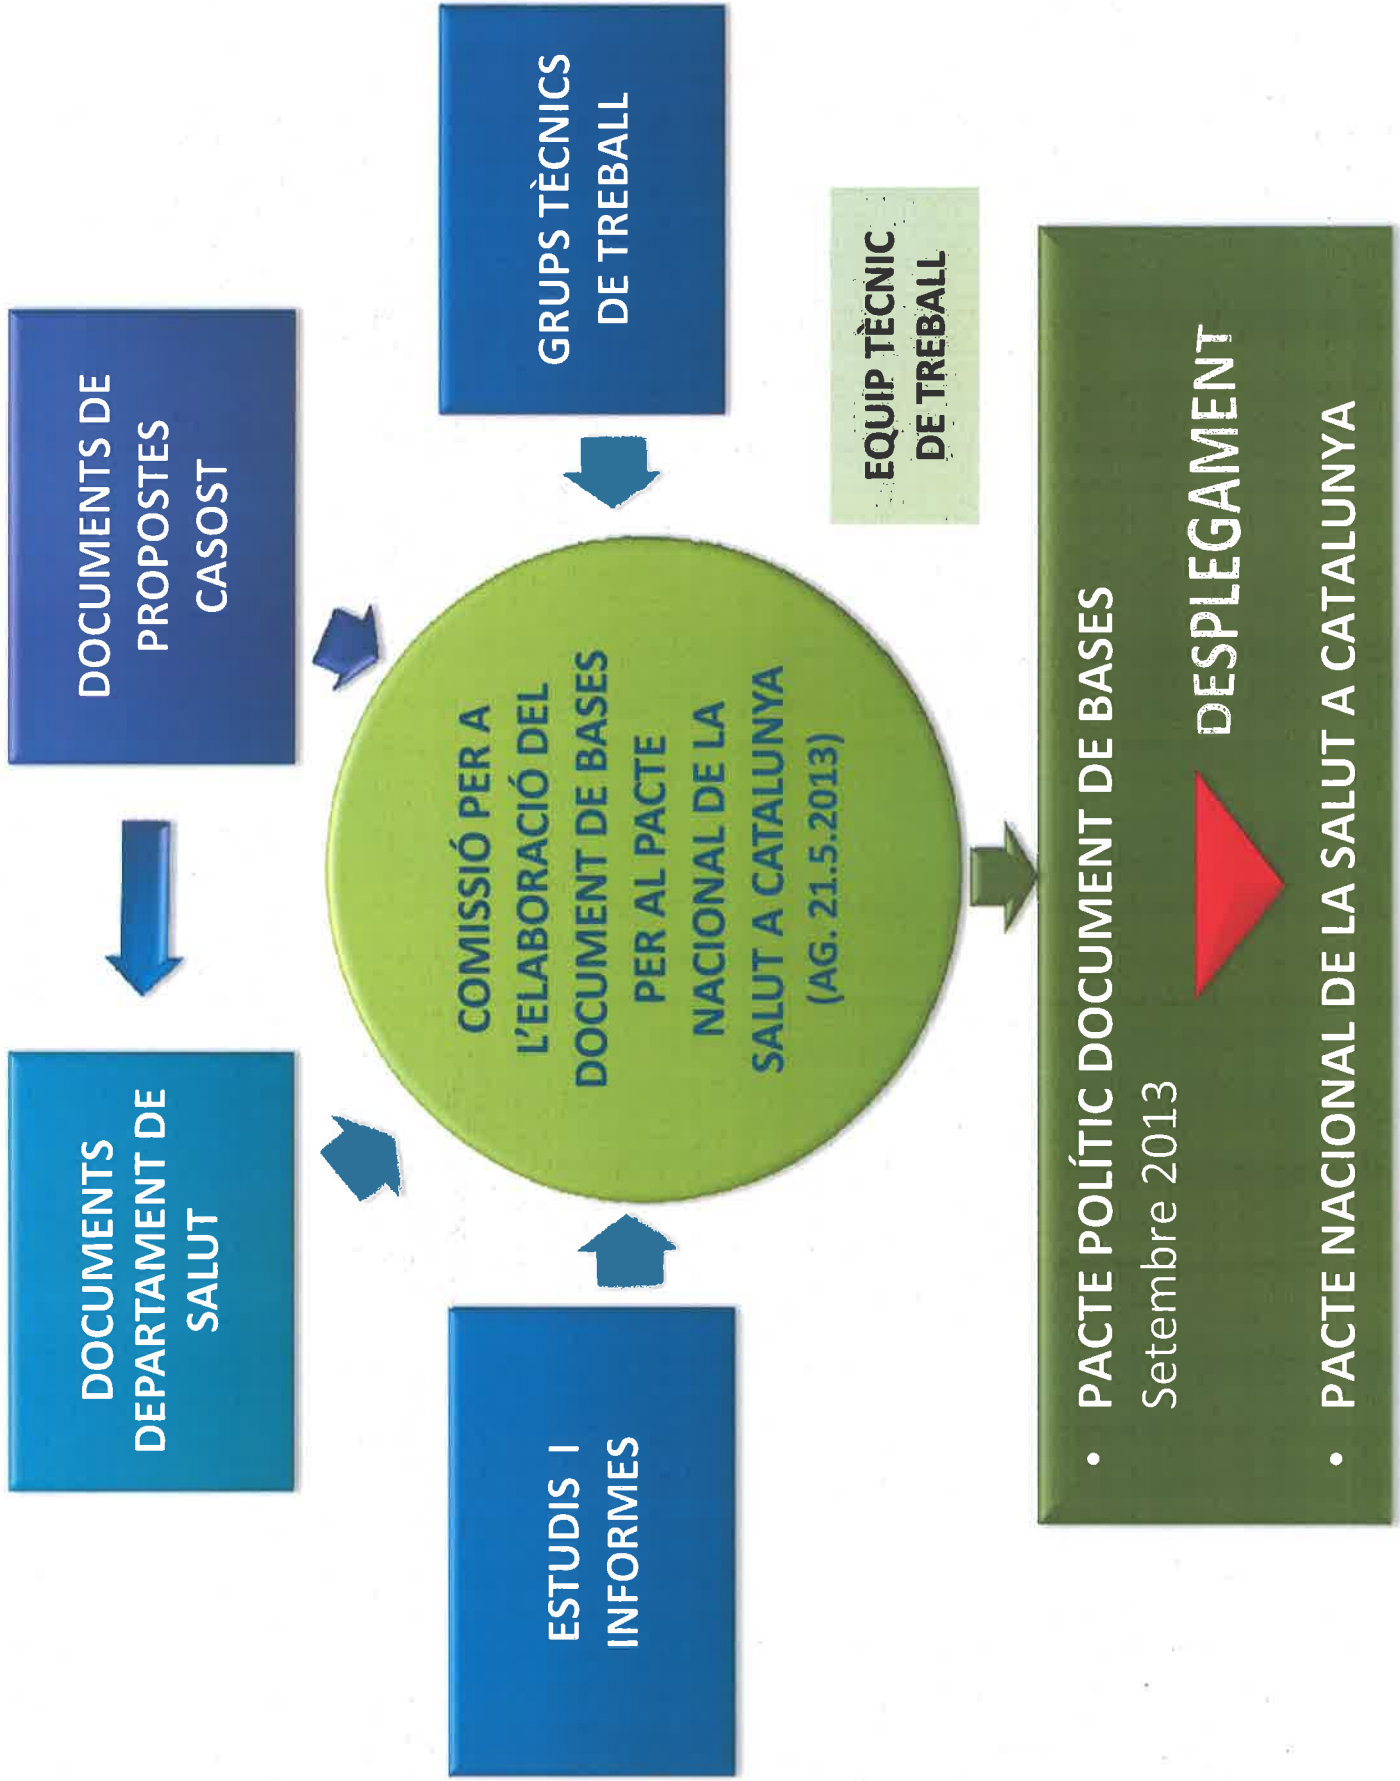 DOCUMENTS
DEPARTAMENT DE
SALUT
DOCUMENTS DE
PROPOSTES
CASOST
ESTUDIS I
INFORMES
COMISSIÓ PER A
L'ELABORACIÓ DEL
DOCUMENT DE BASES
PER AL PACTE
NACIONAL DE LA
SALUT A CATALUNYA
(AG. 21.5.2013)
GRUPS TÈCNICS
DE TREBALL
EQUIP TÈCNIC
DE TREBALL
• PACTE POLÍTIC DOCUMENT DE BASES
Setembre 2013
DESPLEGAMENT
• PACTE NACIONAL DE LA SALUT A CATALUNYA